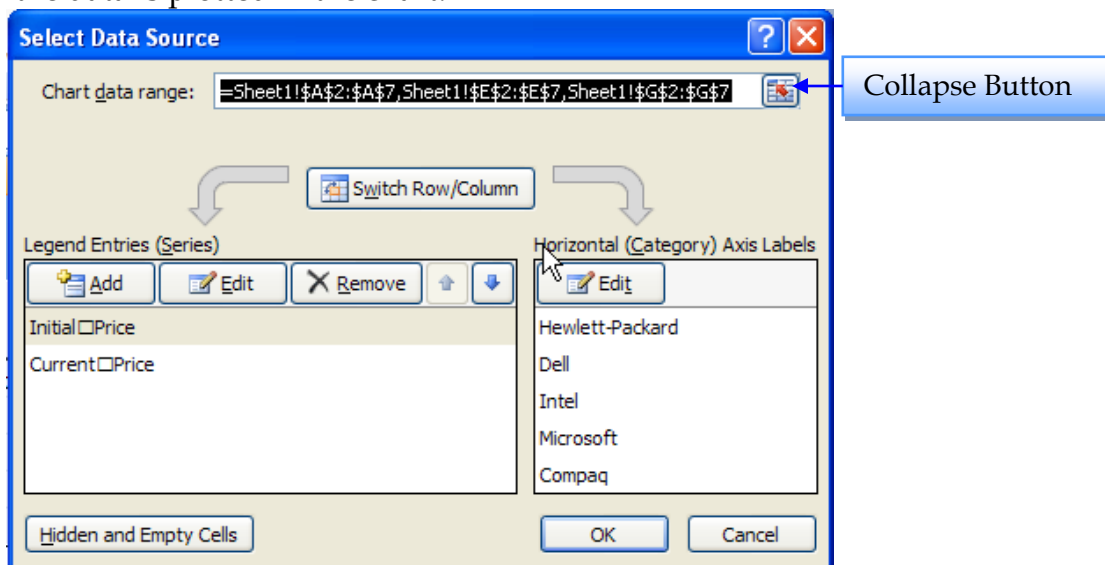 Select Data Source
Chart data range: =Sheet1!$A$2:$A$7,Sheet1!$E$2:$E$7,Sheet1!$G$2:$G$7
Collapse Button
Switch Row/Column
Legend Entries (Series)
Horizontal (Category) Axis Labels
Add Edit Remove
Edit
Initial□Price
Current□Price
Hewlett-Packard
Dell
Intel
Microsoft
Compaq
Hidden and Empty Cells
OK Cancel